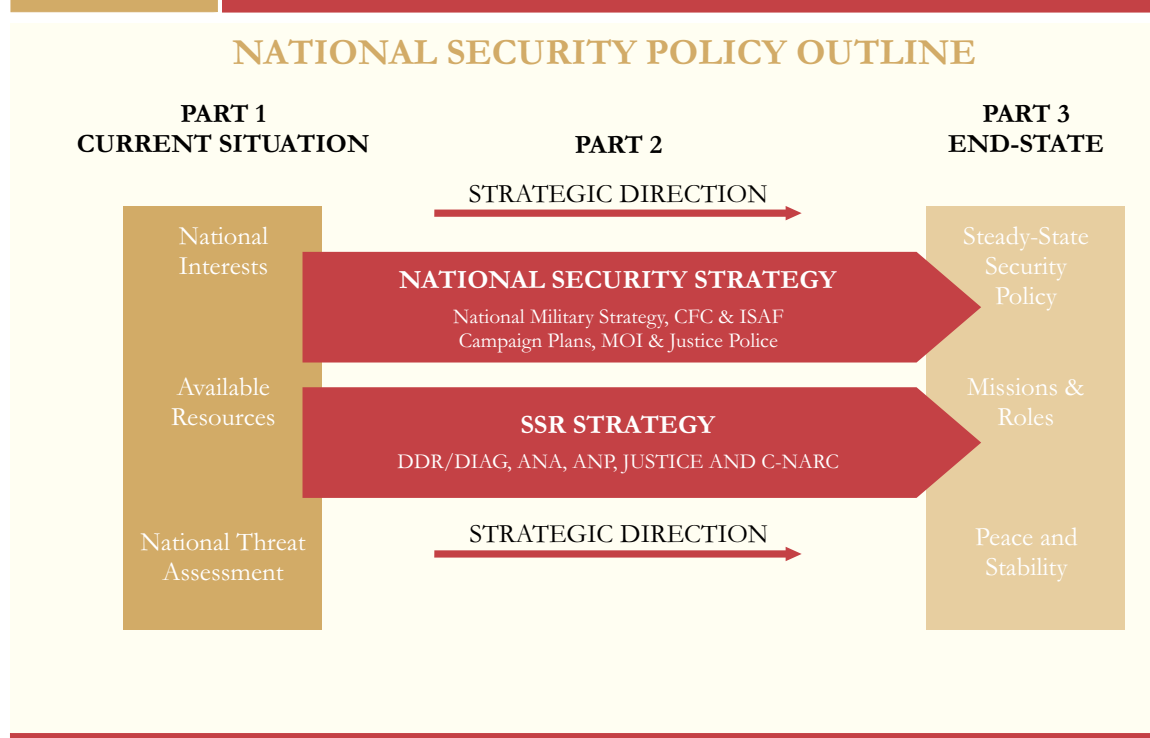 NATIONAL SECURITY POLICY OUTLINE
PART 1
CURRENT SITUATION
PART 2
PART 3
END-STATE
STRATEGIC DIRECTION
National
Interests
Available
Resources
National Threat
Assessment
NATIONAL SECURITY STRATEGY
National Military Strategy, CFC & ISAF
Campaign Plans, MOI & Justice Police
SSR STRATEGY
DDR/DIAG, ANA, ANP, JUSTICE AND C-NARC
STRATEGIC DIRECTION
Steady-State
Security
Policy
Missions &
Roles
Peace and
Stability